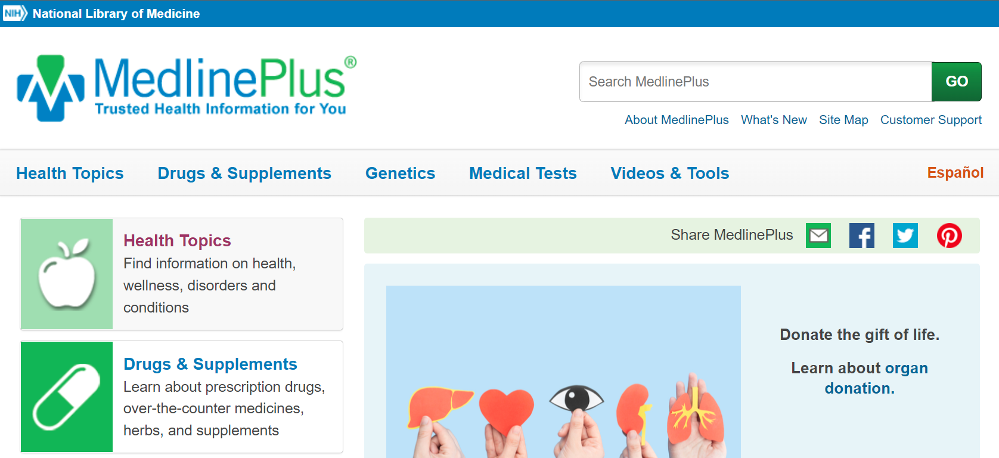 NIH National Library of Medicine
MedlinePlus®
Trusted Health Information for You
Search MedlinePlus
GO
About MedlinePlus What's New Site Map Customer Support
Health Topics Drugs & Supplements Genetics Medical Tests Videos & Tools Español
Health Topics
Find information on health,
wellness, disorders and
conditions
Drugs & Supplements
Learn about prescription drugs,
over-the-counter medicines,
herbs, and supplements
Share MedlinePlus
Donate the gift of life.
Learn about organ
donation.